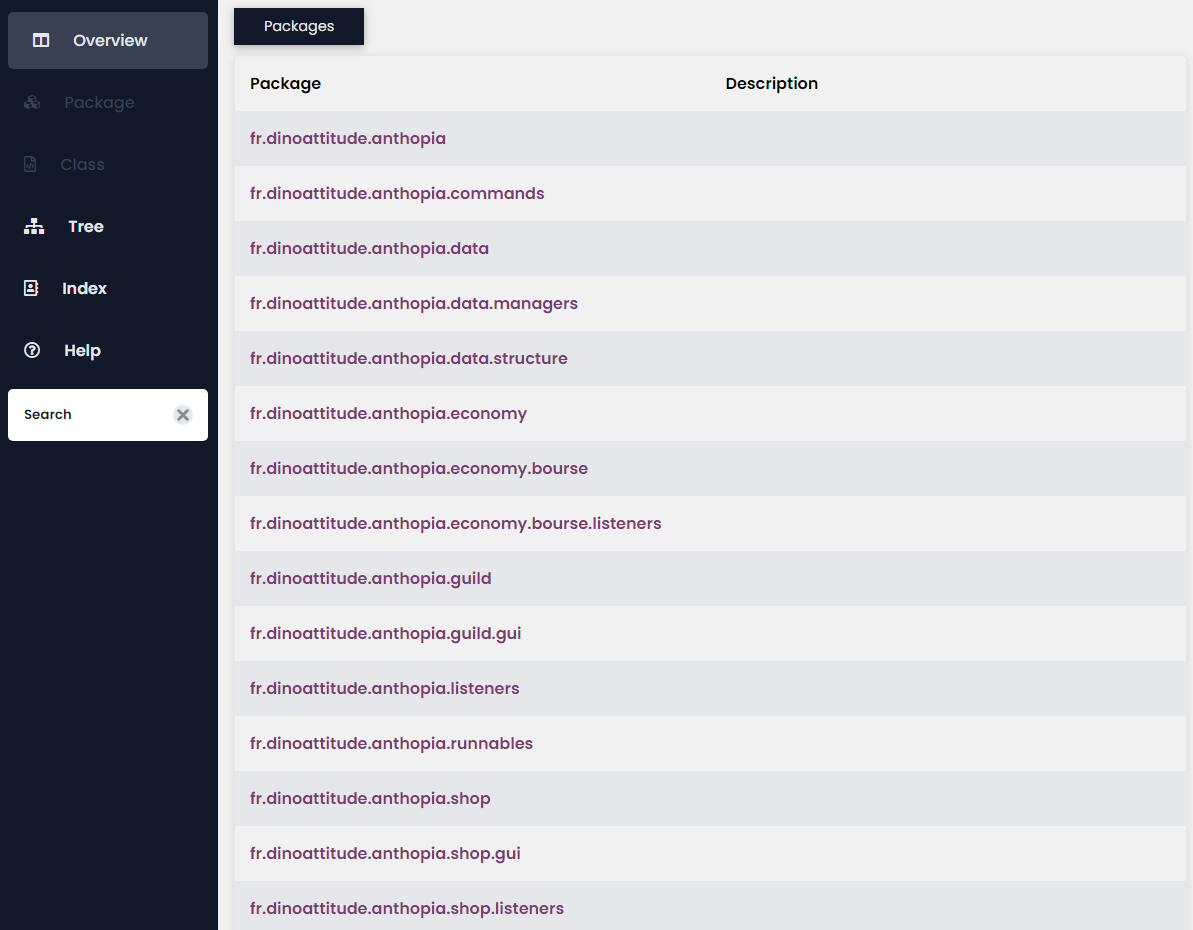 Overview
Package
Class
Tree
Index
Help
Search
Packages
Package Description
fr.dinoattitude.anthopia
fr.dinoattitude.anthopia.commands
fr.dinoattitude.anthopia.data
fr.dinoattitude.anthopia.data.managers
fr.dinoattitude.anthopia.data.structure
fr.dinoattitude.anthopia.economy
fr.dinoattitude.anthopia.economy.bourse
fr.dinoattitude.anthopia.economy.bourse.listeners
fr.dinoattitude.anthopia.guild
fr.dinoattitude.anthopia.guild.gui
fr.dinoattitude.anthopia.listeners
fr.dinoattitude.anthopia.runnables
fr.dinoattitude.anthopia.shop
fr.dinoattitude.anthopia.shop.gui
fr.dinoattitude.anthopia.shop.listeners